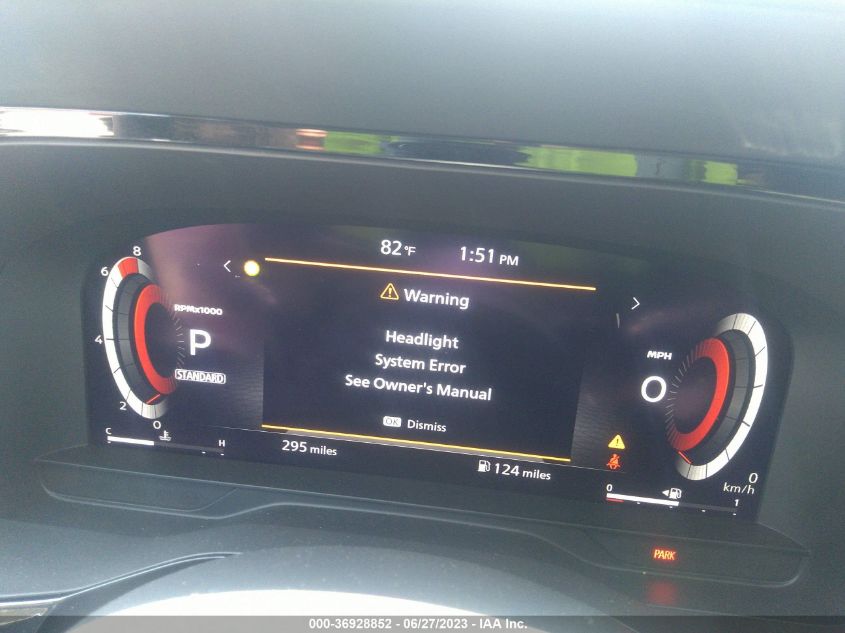 82°F 1:51 PM
8
6
4
2
0
RPMx1000
P
STANDARD
C H
Warning
Headlight
System Error
See Owner's Manual
OK Dismiss
295 miles
124 miles
MPH
0
0
km/h
0 1
PARK
000-36928852 / 06/27/2023 - IAA Inc.